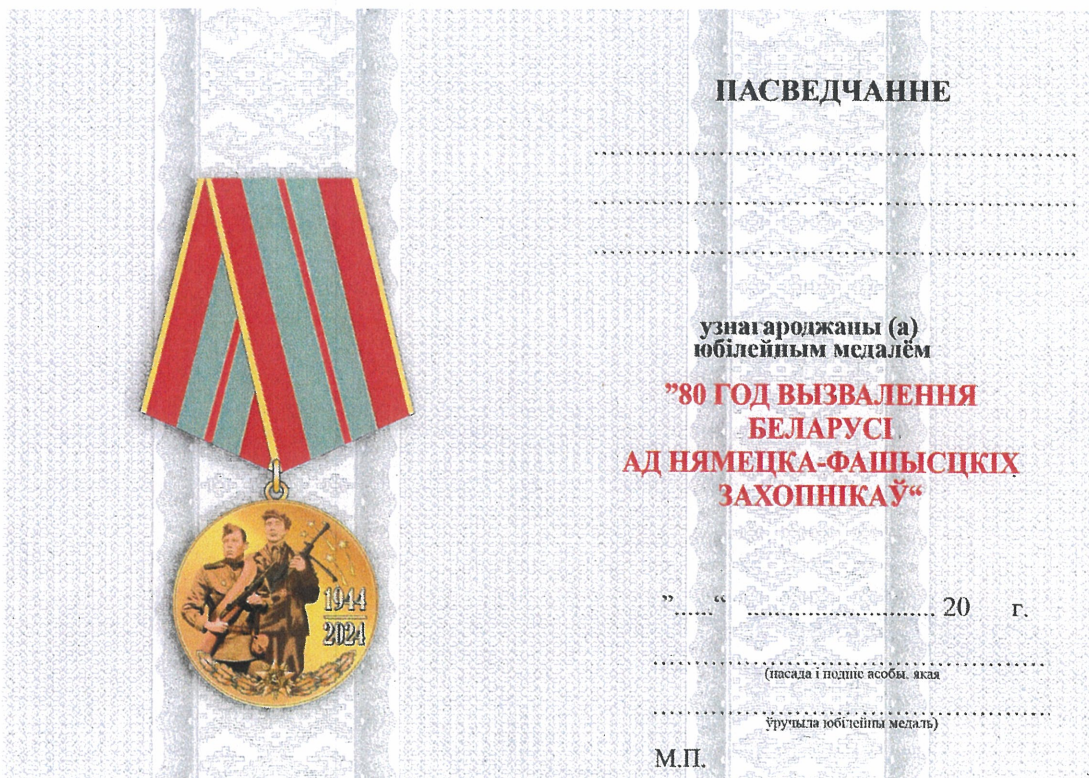 1944
2024
ПАСВЕДЧАННЕ
узнагароджаны (а)
юбілейным медалём
”80 ГОД ВЫЗВАЛЕННЯ
БЕЛАРУСІ
АД НЯМЕЦКА-ФАШЫСЦКІХ
ЗАХОПНІКАЎ“
”......“ ............................. 20 г.
(пасада і подпіс асобы, якая
ўручыла юбілейны медаль)
М.П.